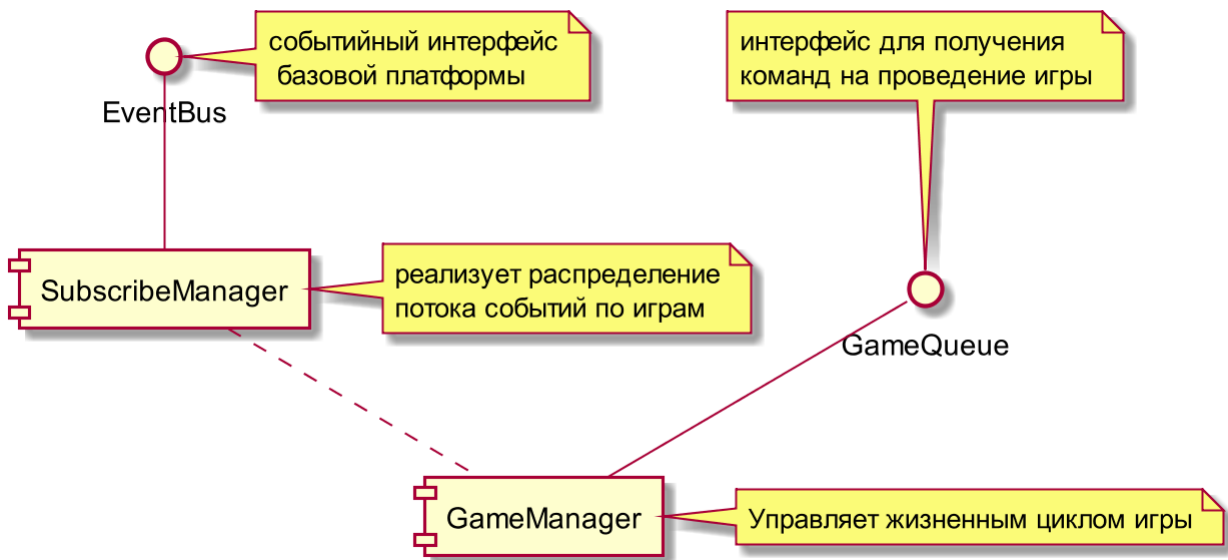 событийный интерфейс
базовой платформы
интерфейс для получения
команд на проведение игры
EventBus
SubscribeManager
реализует распределение
потока событий по играм
GameQueue
GameManager
Управляет жизненным циклом игры